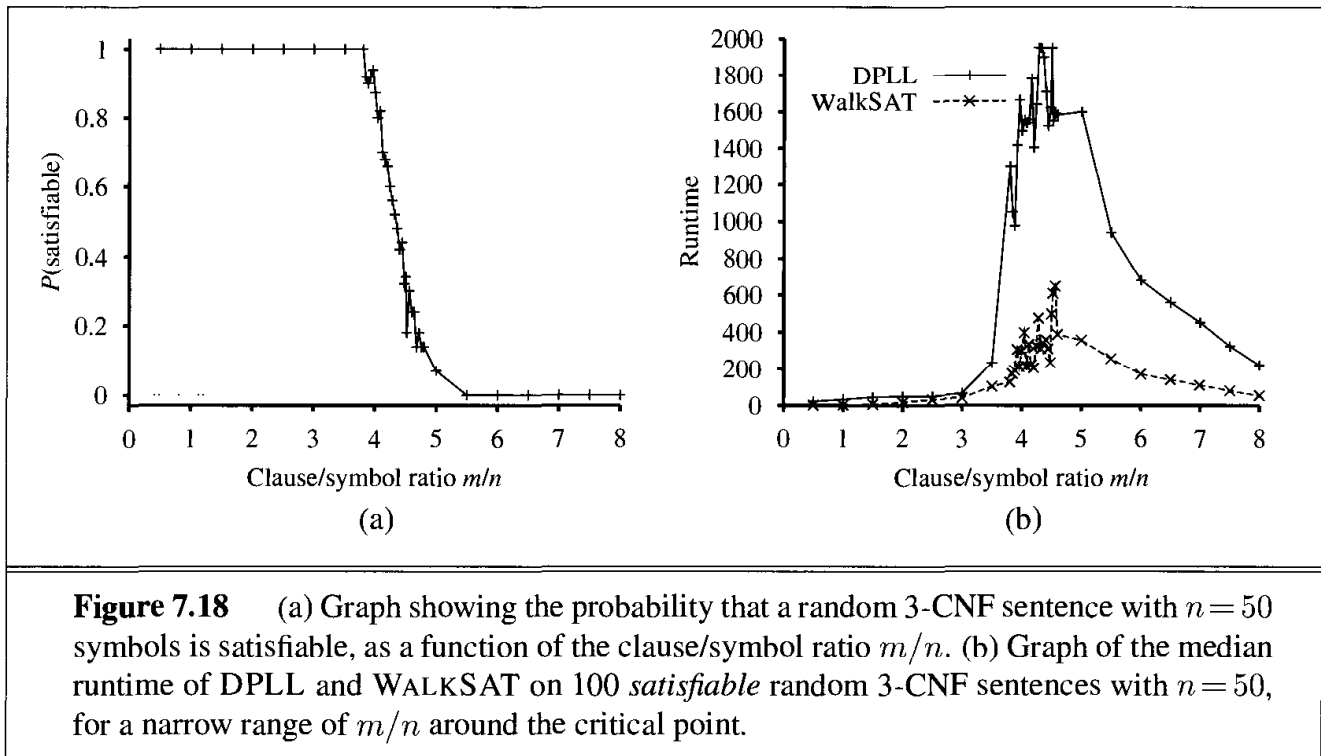 1
0.8
0.6
0.4
0.2
0
P(satisfiable)
0 1 2 3 4 5 6 7 8
Clause/symbol ratio m/n
(a)
2000
1800
1600
1400
1200
1000
800
600
400
200
0
Runtime
DPLL
WalkSAT
0 1 2 3 4 5 6 7 8
Clause/symbol ratio m/n
(b)
Figure 7.18 (a) Graph showing the probability that a random 3-CNF sentence with n = 50
symbols is satisfiable, as a function of the clause/symbol ratio m/n. (b) Graph of the median
runtime of DPLL and WALKSAT on 100 satisfiable random 3-CNF sentences with n = 50,
for a narrow range of m/n around the critical point.